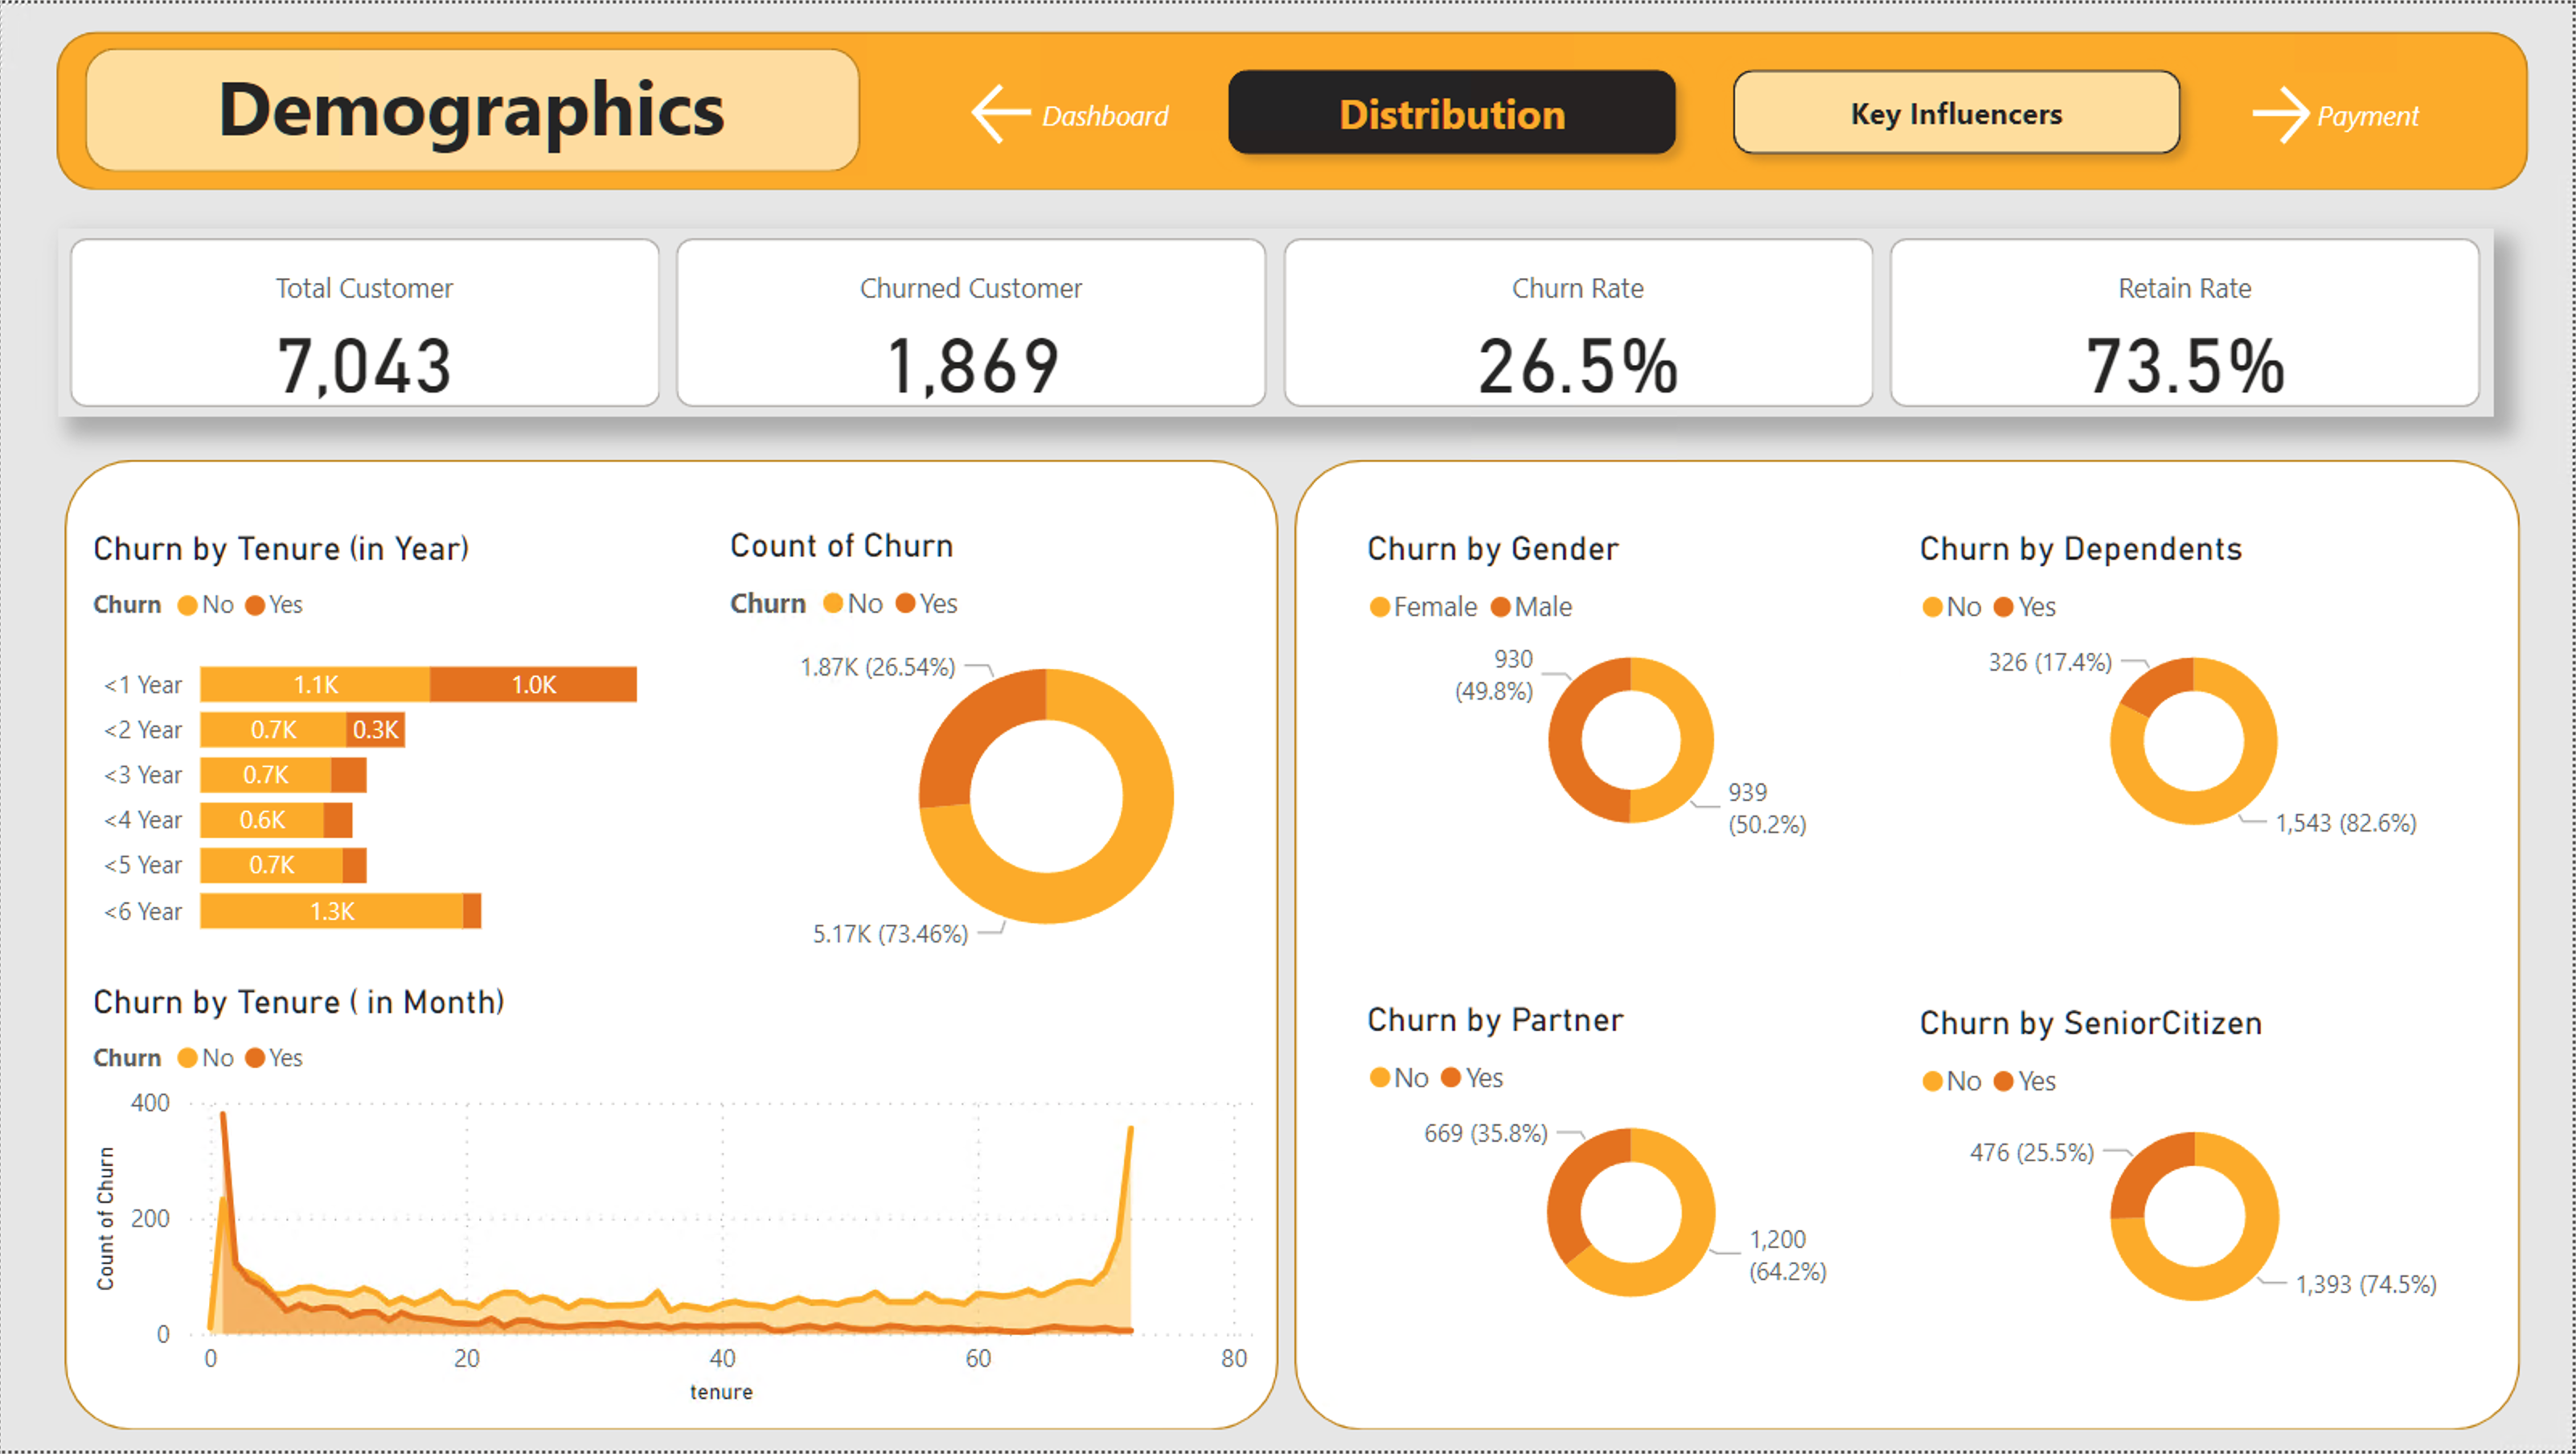 Demographics
Dashboard
Distribution
Key Influencers
Payment
Total Customer
7,043
Churned Customer
1,869
Churn Rate
26.5%
Retain Rate
73.5%
Churn by Tenure (in Year)
Churn No Yes
<1 Year 1.1K 1.0K
<2 Year 0.7K 0.3K
<3 Year 0.7K
<4 Year 0.6K
<5 Year 0.7K
<6 Year 1.3K
Count of Churn
Churn No Yes
1.87K (26.54%)
5.17K (73.46%)
Churn by Tenure ( in Month)
Churn No Yes
Count of Churn
400
200
0
0 20 40 60 80
tenure
Churn by Gender
Female Male
930
(49.8%)
939
(50.2%)
Churn by Dependents
No Yes
326 (17.4%)
1,543 (82.6%)
Churn by Partner
No Yes
669 (35.8%)
1,200
(64.2%)
Churn by SeniorCitizen
No Yes
476 (25.5%)
1,393 (74.5%)